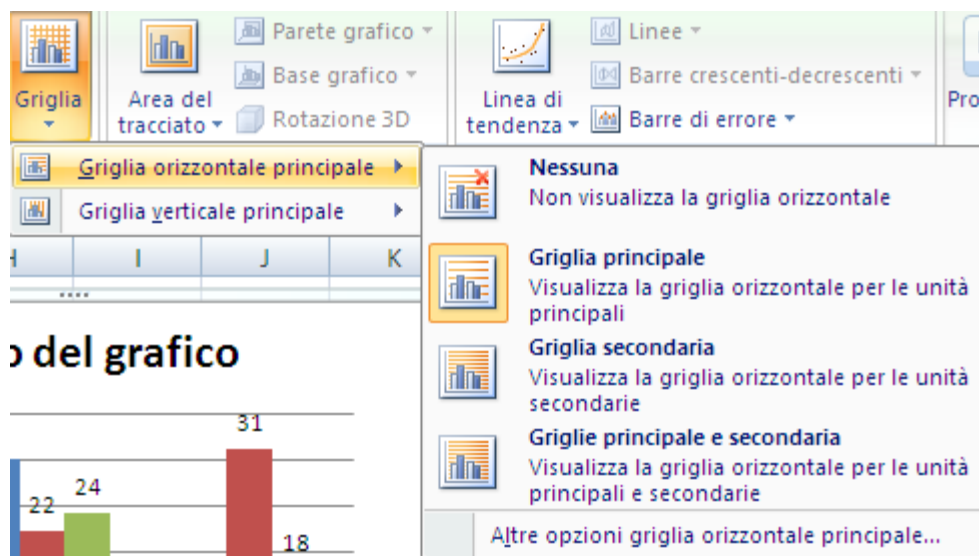 Griglia
Area del
tracciato
Parete grafico
Base grafico
Rotazione 3D
Linea di
tendenza
Linee
Barre crescenti-decrescenti
Barre di errore
Pro
Griglia orizzontale principale
Griglia verticale principale
Nessuna
Non visualizza la griglia orizzontale
Griglia principale
Visualizza la griglia orizzontale per le unità
principali
Griglia secondaria
Visualizza la griglia orizzontale per le unità
secondarie
Griglie principale e secondaria
Visualizza la griglia orizzontale per le unità
principali e secondarie
Altre opzioni griglia orizzontale principale...
H I J K
o del grafico
31
24
22
18